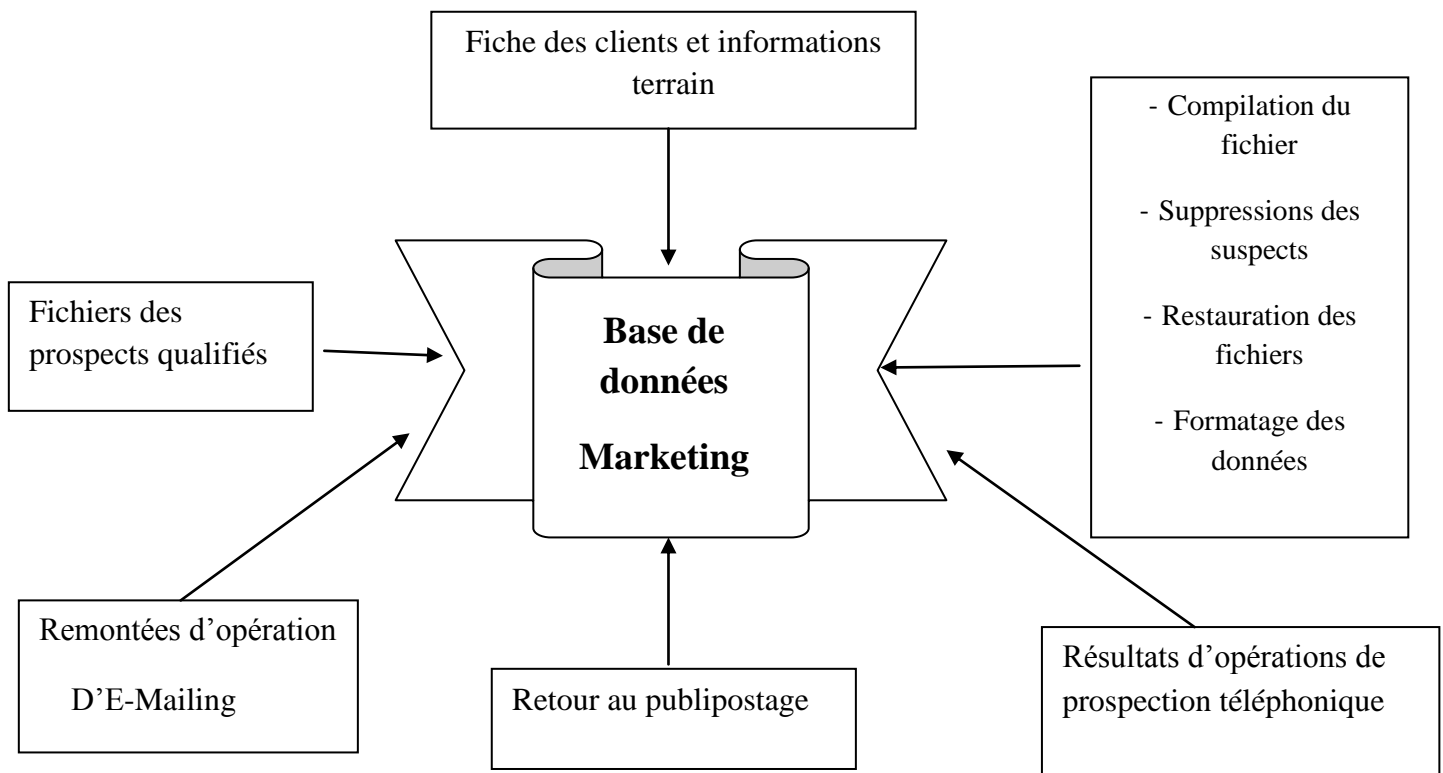 Fiche des clients et informations
terrain
- Compilation du
fichier
- Suppressions des
suspects
- Restauration des
fichiers
- Formatage des
données
Fichiers des
prospects qualifiés
Base de
données
Marketing
Remontées d’opération
D’E-Mailing
Retour au publipostage
Résultats d’opérations de
prospection téléphonique